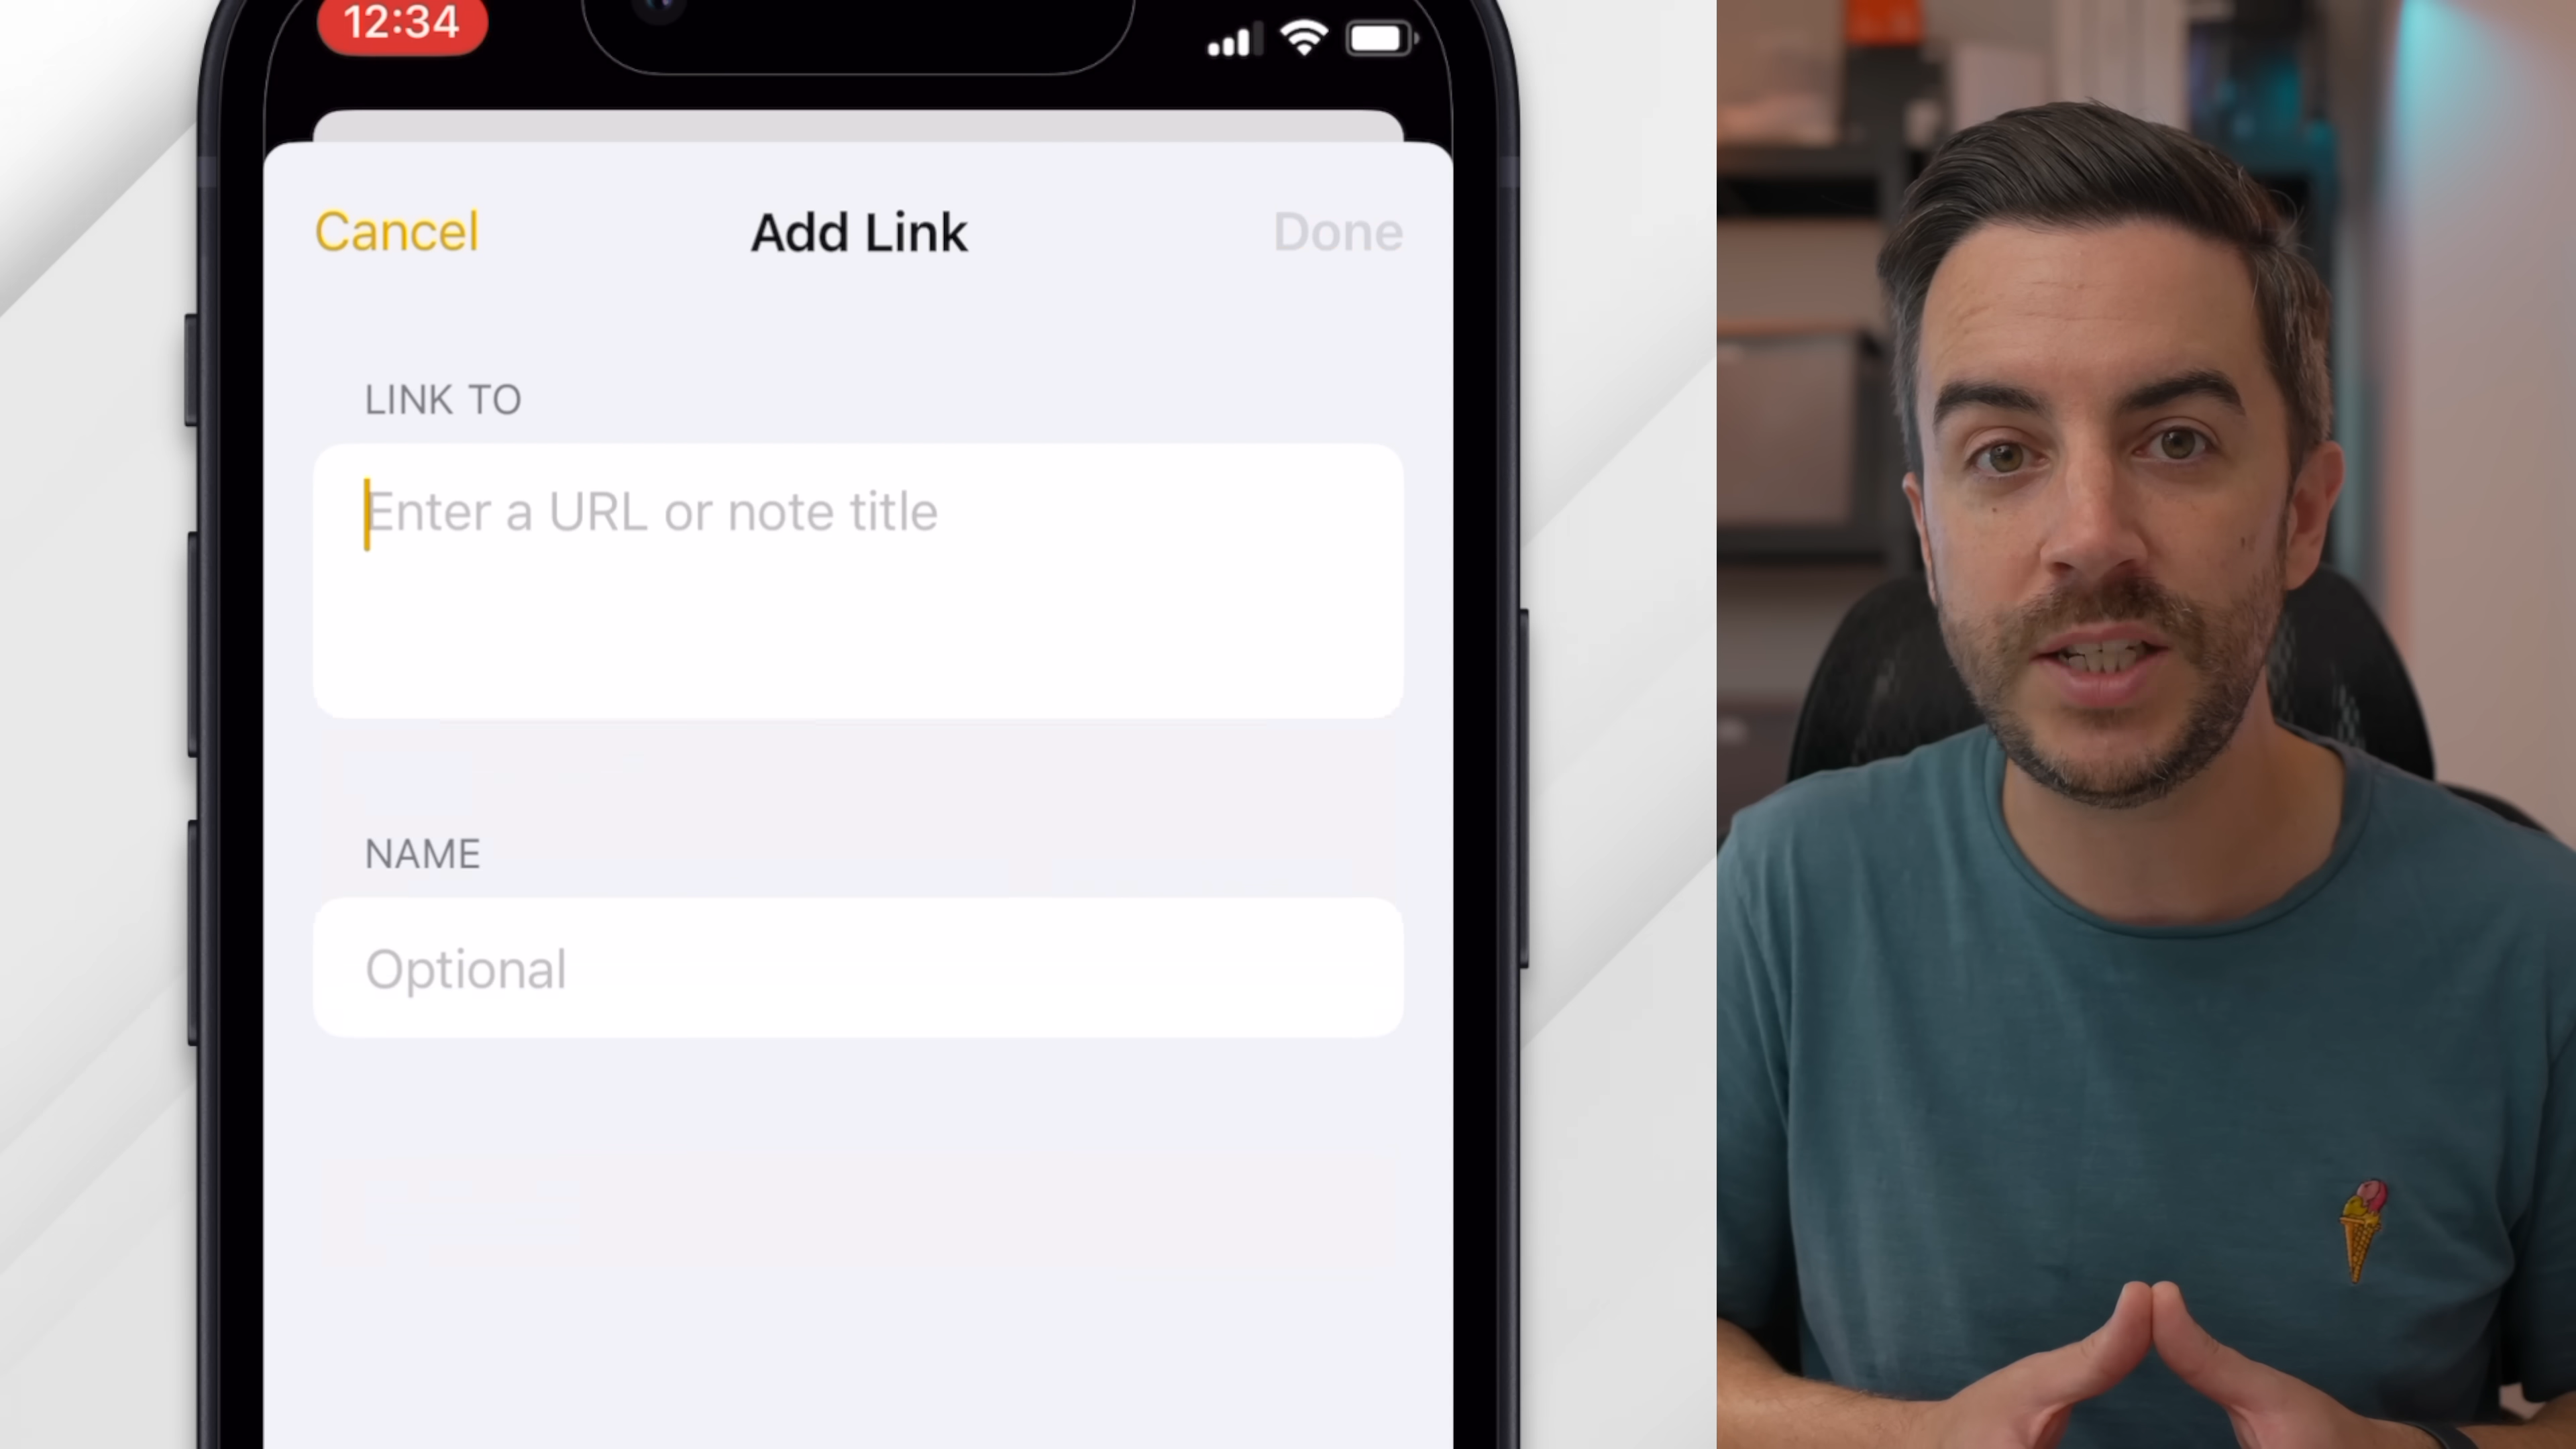 12:34
Cancel
Add Link
Done
LINK TO
Enter a URL or note title
NAME
Optional